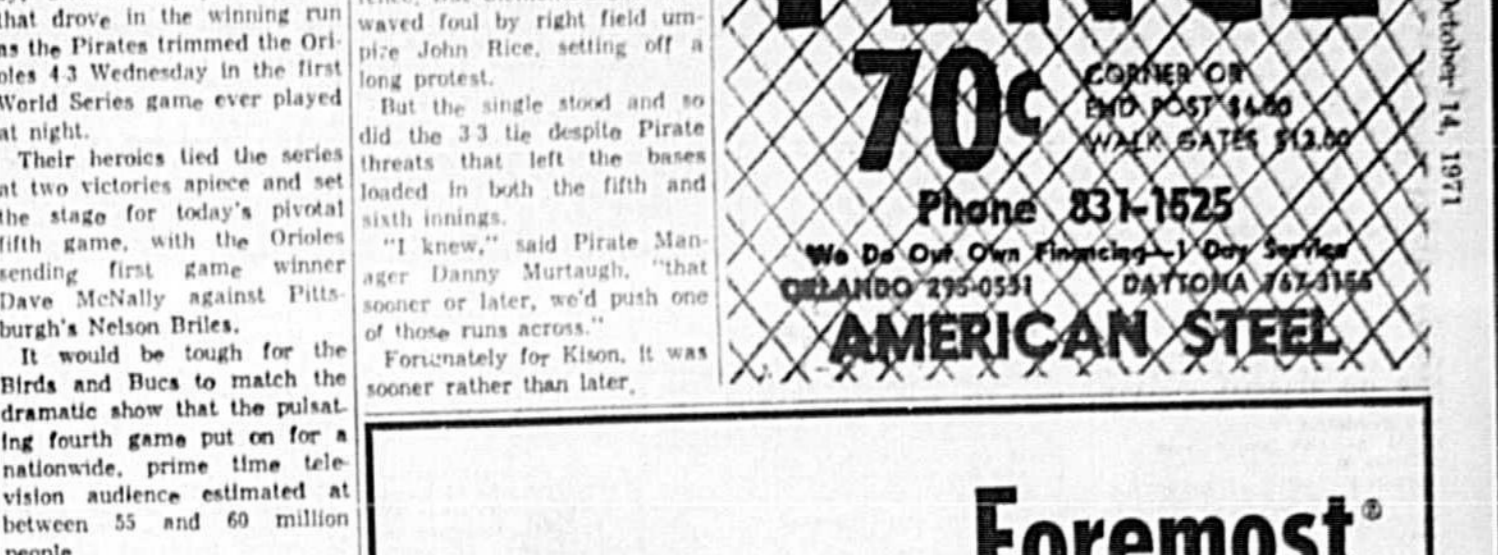 that drove in the winning run
as the Pirates trimmed the Ori-
oles 4-3 Wednesday in the first
World Series game ever played
at night.
Their heroics tied the series
at two victories apiece and set
the stage for today's pivotal
fifth game, with the Orioles
sending first game winner
Dave McNally against Pitts-
burgh's Nelson Briles.
It would be tough for the
Birds and Bucs to match the
dramatic show that the pulsat-
ing fourth game put on for a
nationwide, prime time tele-
vision audience estimated at
between 55 and 60 million
people
waved foul by right field um-
pire John Rice, setting off a
long protest.
But the single stood and so
did the 3-3 tie despite Pirate
threats that left the bases
loaded in both the fifth and
sixth innings.
"I knew," said Pirate Man-
ager Danny Murtaugh, "that
sooner or later, we'd push one
of those runs across."
Fortunately for Kison, it was
sooner rather than later.
70c
CORNER OR
END POST $4.60
WALK GATES $12.60
Phone 831-1525
We Do Our Own Financing—1 Day Service
ORLANDO 295-0551 DAYTONA 767-3156
AMERICAN STEEL
October 14, 1971
Foremost®